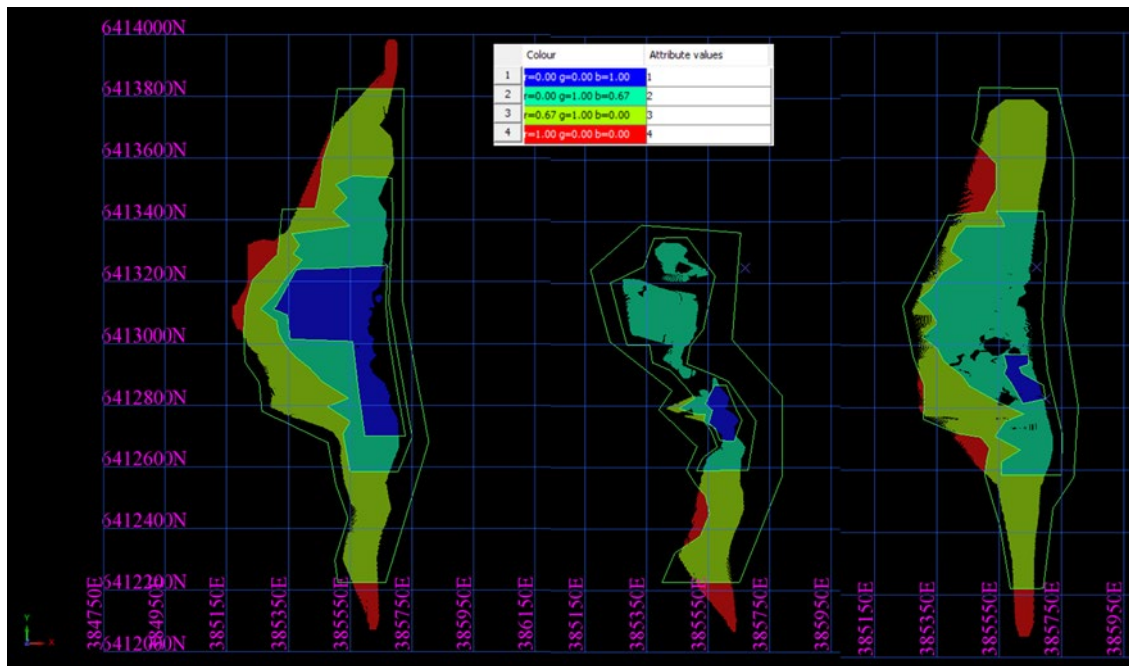 6414000N
Colour Attribute values
1 r=0.00 g=0.00 b=1.00 1
2 r=0.00 g=1.00 b=0.67 2
3 r=0.67 g=1.00 b=0.00 3
4 r=1.00 g=0.00 b=0.00 4
6413800N
6413600N
6413400N
6413200N
6413000N
6412800N
6412600N
6412400N
6412200N
6412000N
384750E
384950E
385150E
385350E
385550E
385750E
385950E
385150E
385350E
385550E
385750E
385950E
385150E
385350E
385550E
385750E
385950E
Y
X